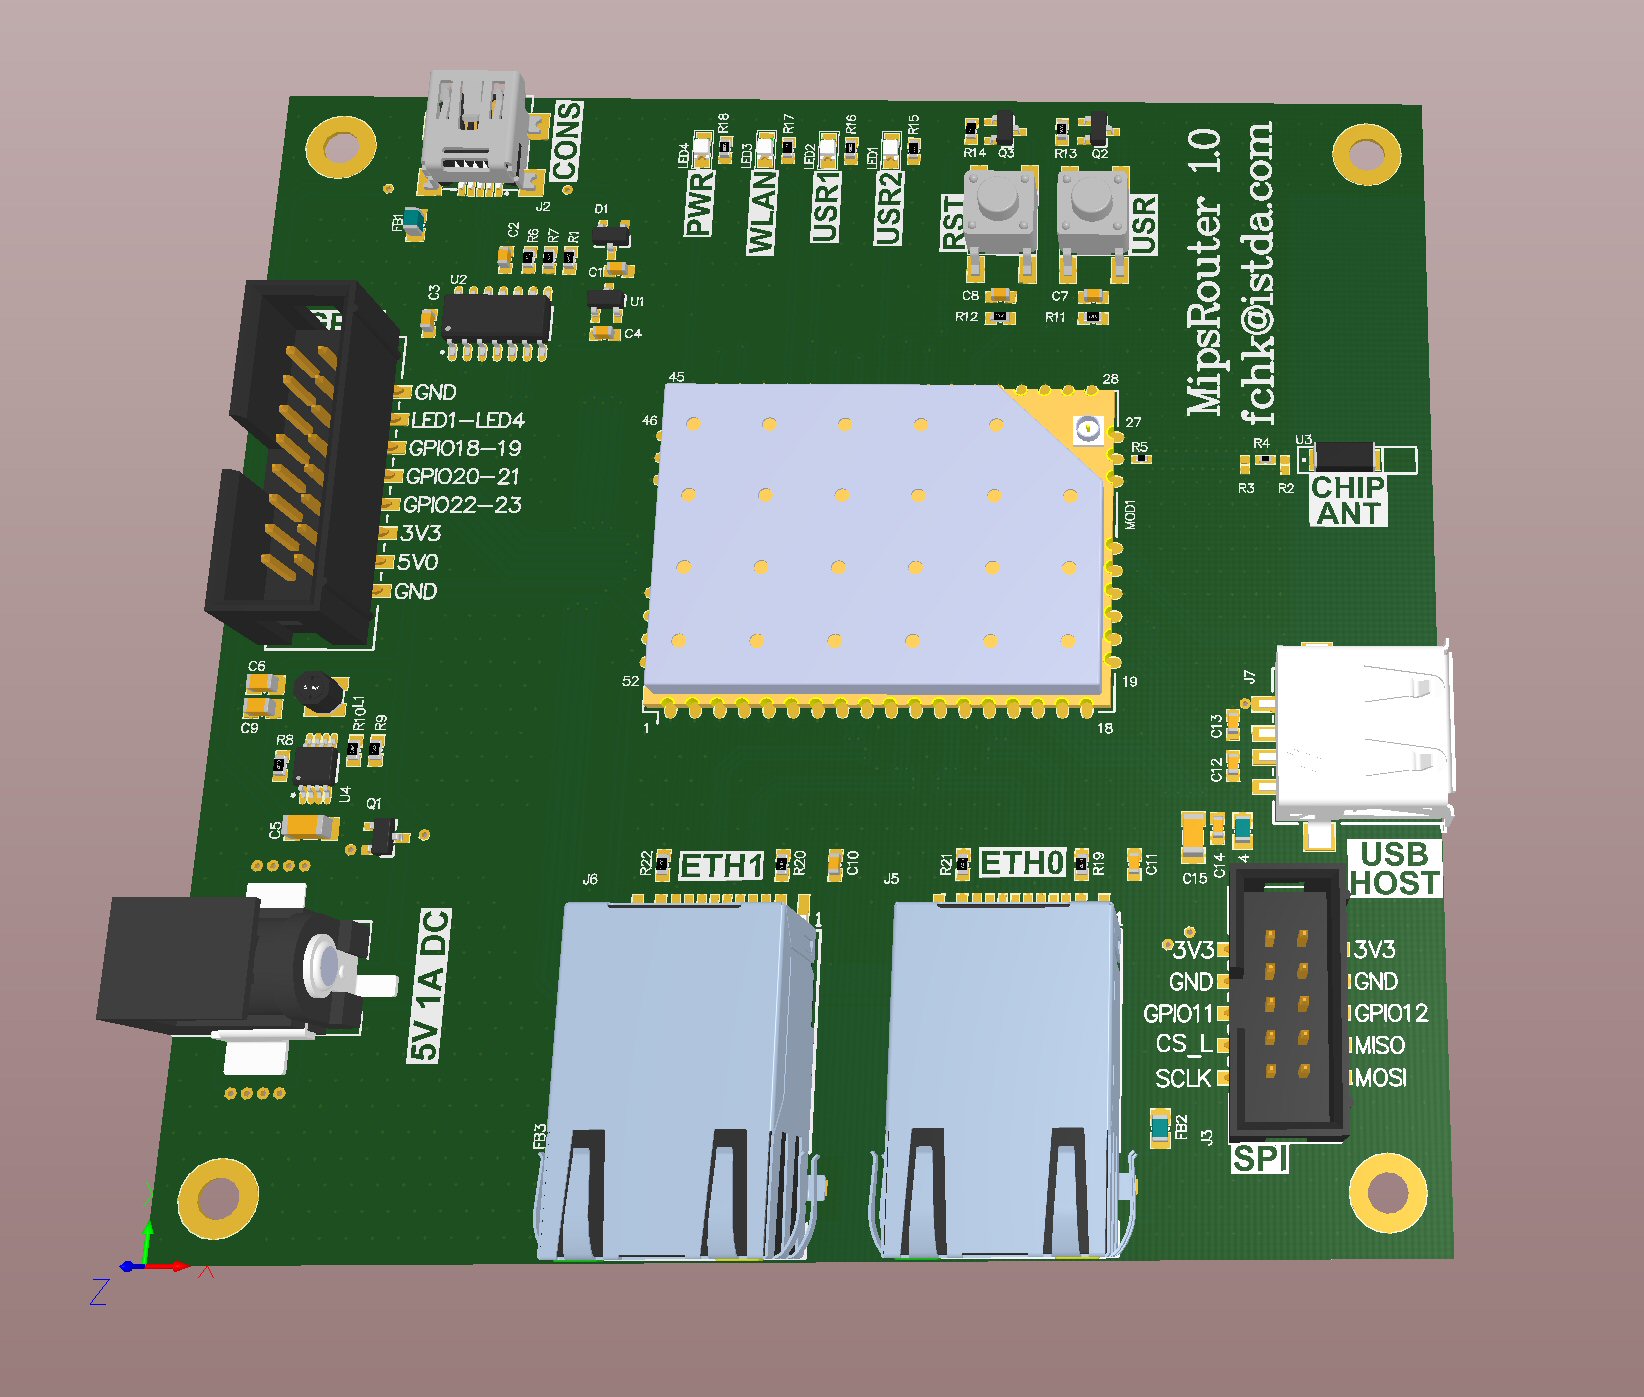 CONS
J2
FB1
LED4
R18
LED3
R17
LED2
R16
LED1
R15
PWR
WLAN
USR1
USR2
R14
Q3
R13
Q2
RST
USR
C8
C7
R12
R11
MipsRouter 1.0
fchk@istda.com
C2
R6
R7
R1
D1
C1
U1
C4
U2
C3
GND
LED1-LED4
GPIO18-19
GPIO20-21
GPIO22-23
3V3
5V0
GND
45
28
46
27
R5
MOD1
52
19
1
18
R3
R4
R2
U3
CHIP
ANT
C6
C9
L1
R10
R9
R8
U4
Q1
C5
J7
C13
C12
C15
C14
4
USB
HOST
R22
ETH1
R20
C10
R21
ETH0
R19
C11
J6
J5
1
1
5V 1A DC
3V3
GND
GPIO11
CS_L
SCLK
3V3
GND
GPIO12
MISO
MOSI
FB3
FB2
J3
SPI
Z
X